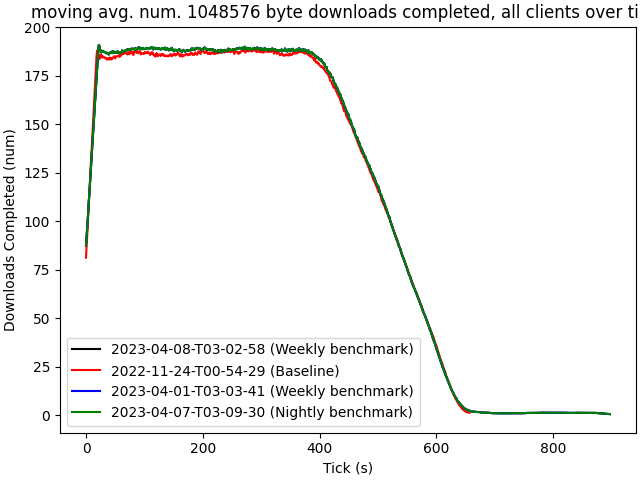 moving avg. num. 1048576 byte downloads completed, all clients over ti
200
175
150
125
100
75
50
25
0
Downloads Completed (num)
2023-04-08-T03-02-58 (Weekly benchmark)
2022-11-24-T00-54-29 (Baseline)
2023-04-01-T03-03-41 (Weekly benchmark)
2023-04-07-T03-09-30 (Nightly benchmark)
0 200 400 600 800
Tick (s)